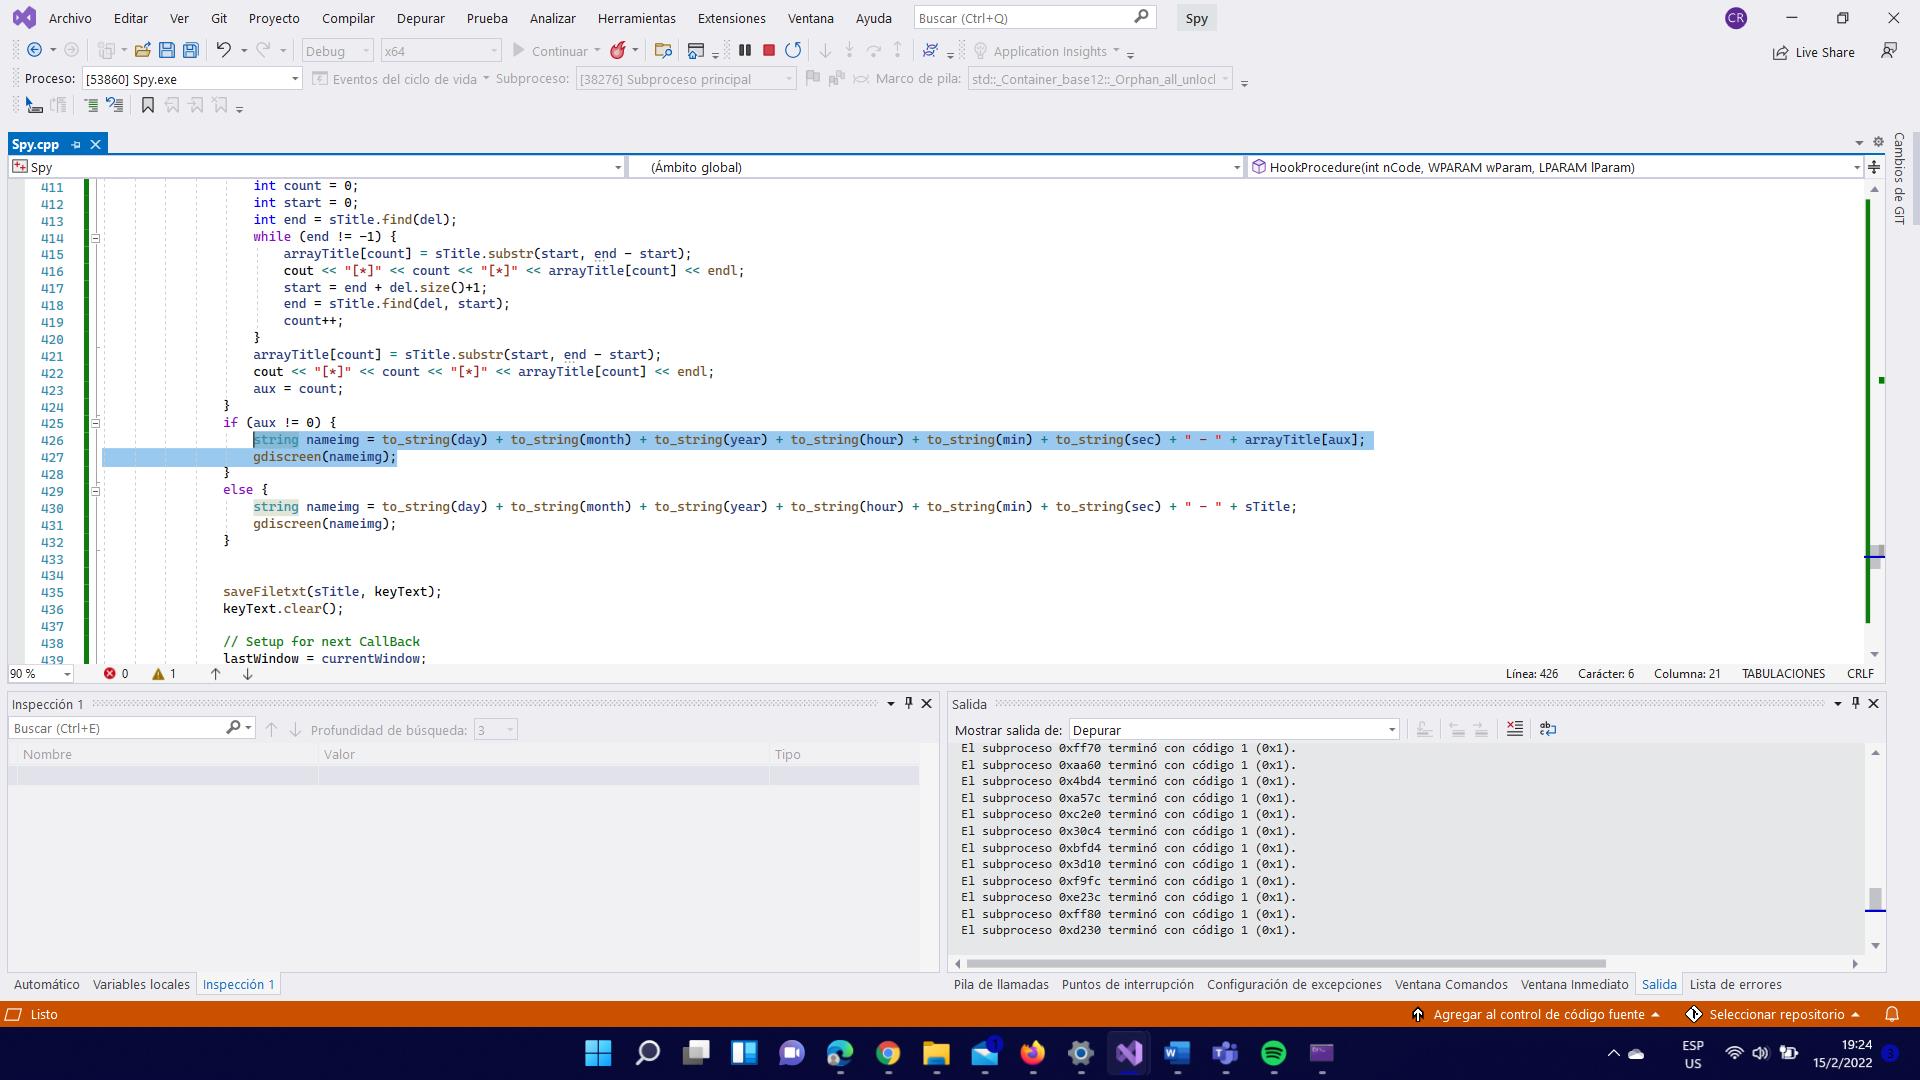 Archivo Editar Ver Git Proyecto Compilar Depurar Prueba Analizar Herramientas Extensiones Ventana Ayuda Buscar (Ctrl+Q) Spy CR
Debug x64 Continuar Application Insights Live Share
Proceso: [53860] Spy.exe Eventos del ciclo de vida Subproceso: [38276] Subproceso principal Marco de pila: std::_Container_base12::_Orphan_all_unlocl
Spy.cpp
Spy (Ámbito global) HookProcedure(int nCode, WPARAM wParam, LPARAM lParam)
Cambios de GIT
411 int count = 0;
412 int start = 0;
413 int end = sTitle.find(del);
414 while (end != -1) {
415 arrayTitle[count] = sTitle.substr(start, end - start);
416 cout << "[*]" << count << "[*]" << arrayTitle[count] << endl;
417 start = end + del.size()+1;
418 end = sTitle.find(del, start);
419 count++;
420 }
421 arrayTitle[count] = sTitle.substr(start, end - start);
422 cout << "[*]" << count << "[*]" << arrayTitle[count] << endl;
423 aux = count;
424 }
425 if (aux != 0) {
426 string nameimg = to_string(day) + to_string(month) + to_string(year) + to_string(hour) + to_string(min) + to_string(sec) + " - " + arrayTitle[aux];
427 gdiscreen(nameimg);
428 }
429 else {
430 string nameimg = to_string(day) + to_string(month) + to_string(year) + to_string(hour) + to_string(min) + to_string(sec) + " - " + sTitle;
431 gdiscreen(nameimg);
432 }
433
434
435 saveFiletxt(sTitle, keyText);
436 keyText.clear();
437
438 // Setup for next CallBack
439 lastWindow = currentWindow;
90 % 0 1 Línea: 426 Carácter: 6 Columna: 21 TABULACIONES CRLF
Inspección 1
Buscar (Ctrl+E) Profundidad de búsqueda: 3
Nombre Valor Tipo
Automático Variables locales Inspección 1
Salida
Mostrar salida de: Depurar
El subproceso 0xff70 terminó con código 1 (0x1).
El subproceso 0xaa60 terminó con código 1 (0x1).
El subproceso 0x4bd4 terminó con código 1 (0x1).
El subproceso 0xa57c terminó con código 1 (0x1).
El subproceso 0xc2e0 terminó con código 1 (0x1).
El subproceso 0x30c4 terminó con código 1 (0x1).
El subproceso 0xbfd4 terminó con código 1 (0x1).
El subproceso 0x3d10 terminó con código 1 (0x1).
El subproceso 0xf9fc terminó con código 1 (0x1).
El subproceso 0xe23c terminó con código 1 (0x1).
El subproceso 0xff80 terminó con código 1 (0x1).
El subproceso 0xd230 terminó con código 1 (0x1).
Pila de llamadas Puntos de interrupción Configuración de excepciones Ventana Comandos Ventana Inmediato Salida Lista de errores
Listo Agregar al control de código fuente Seleccionar repositorio
ESP
US
19:24
15/2/2022
3